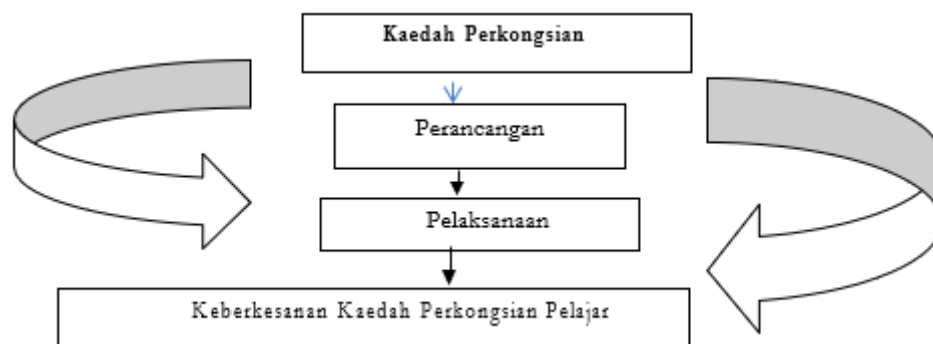 Kaedah Perkongsian
Perancangan
Pelaksanaan
Keberkesanan Kaedah Perkongsian Pelajar